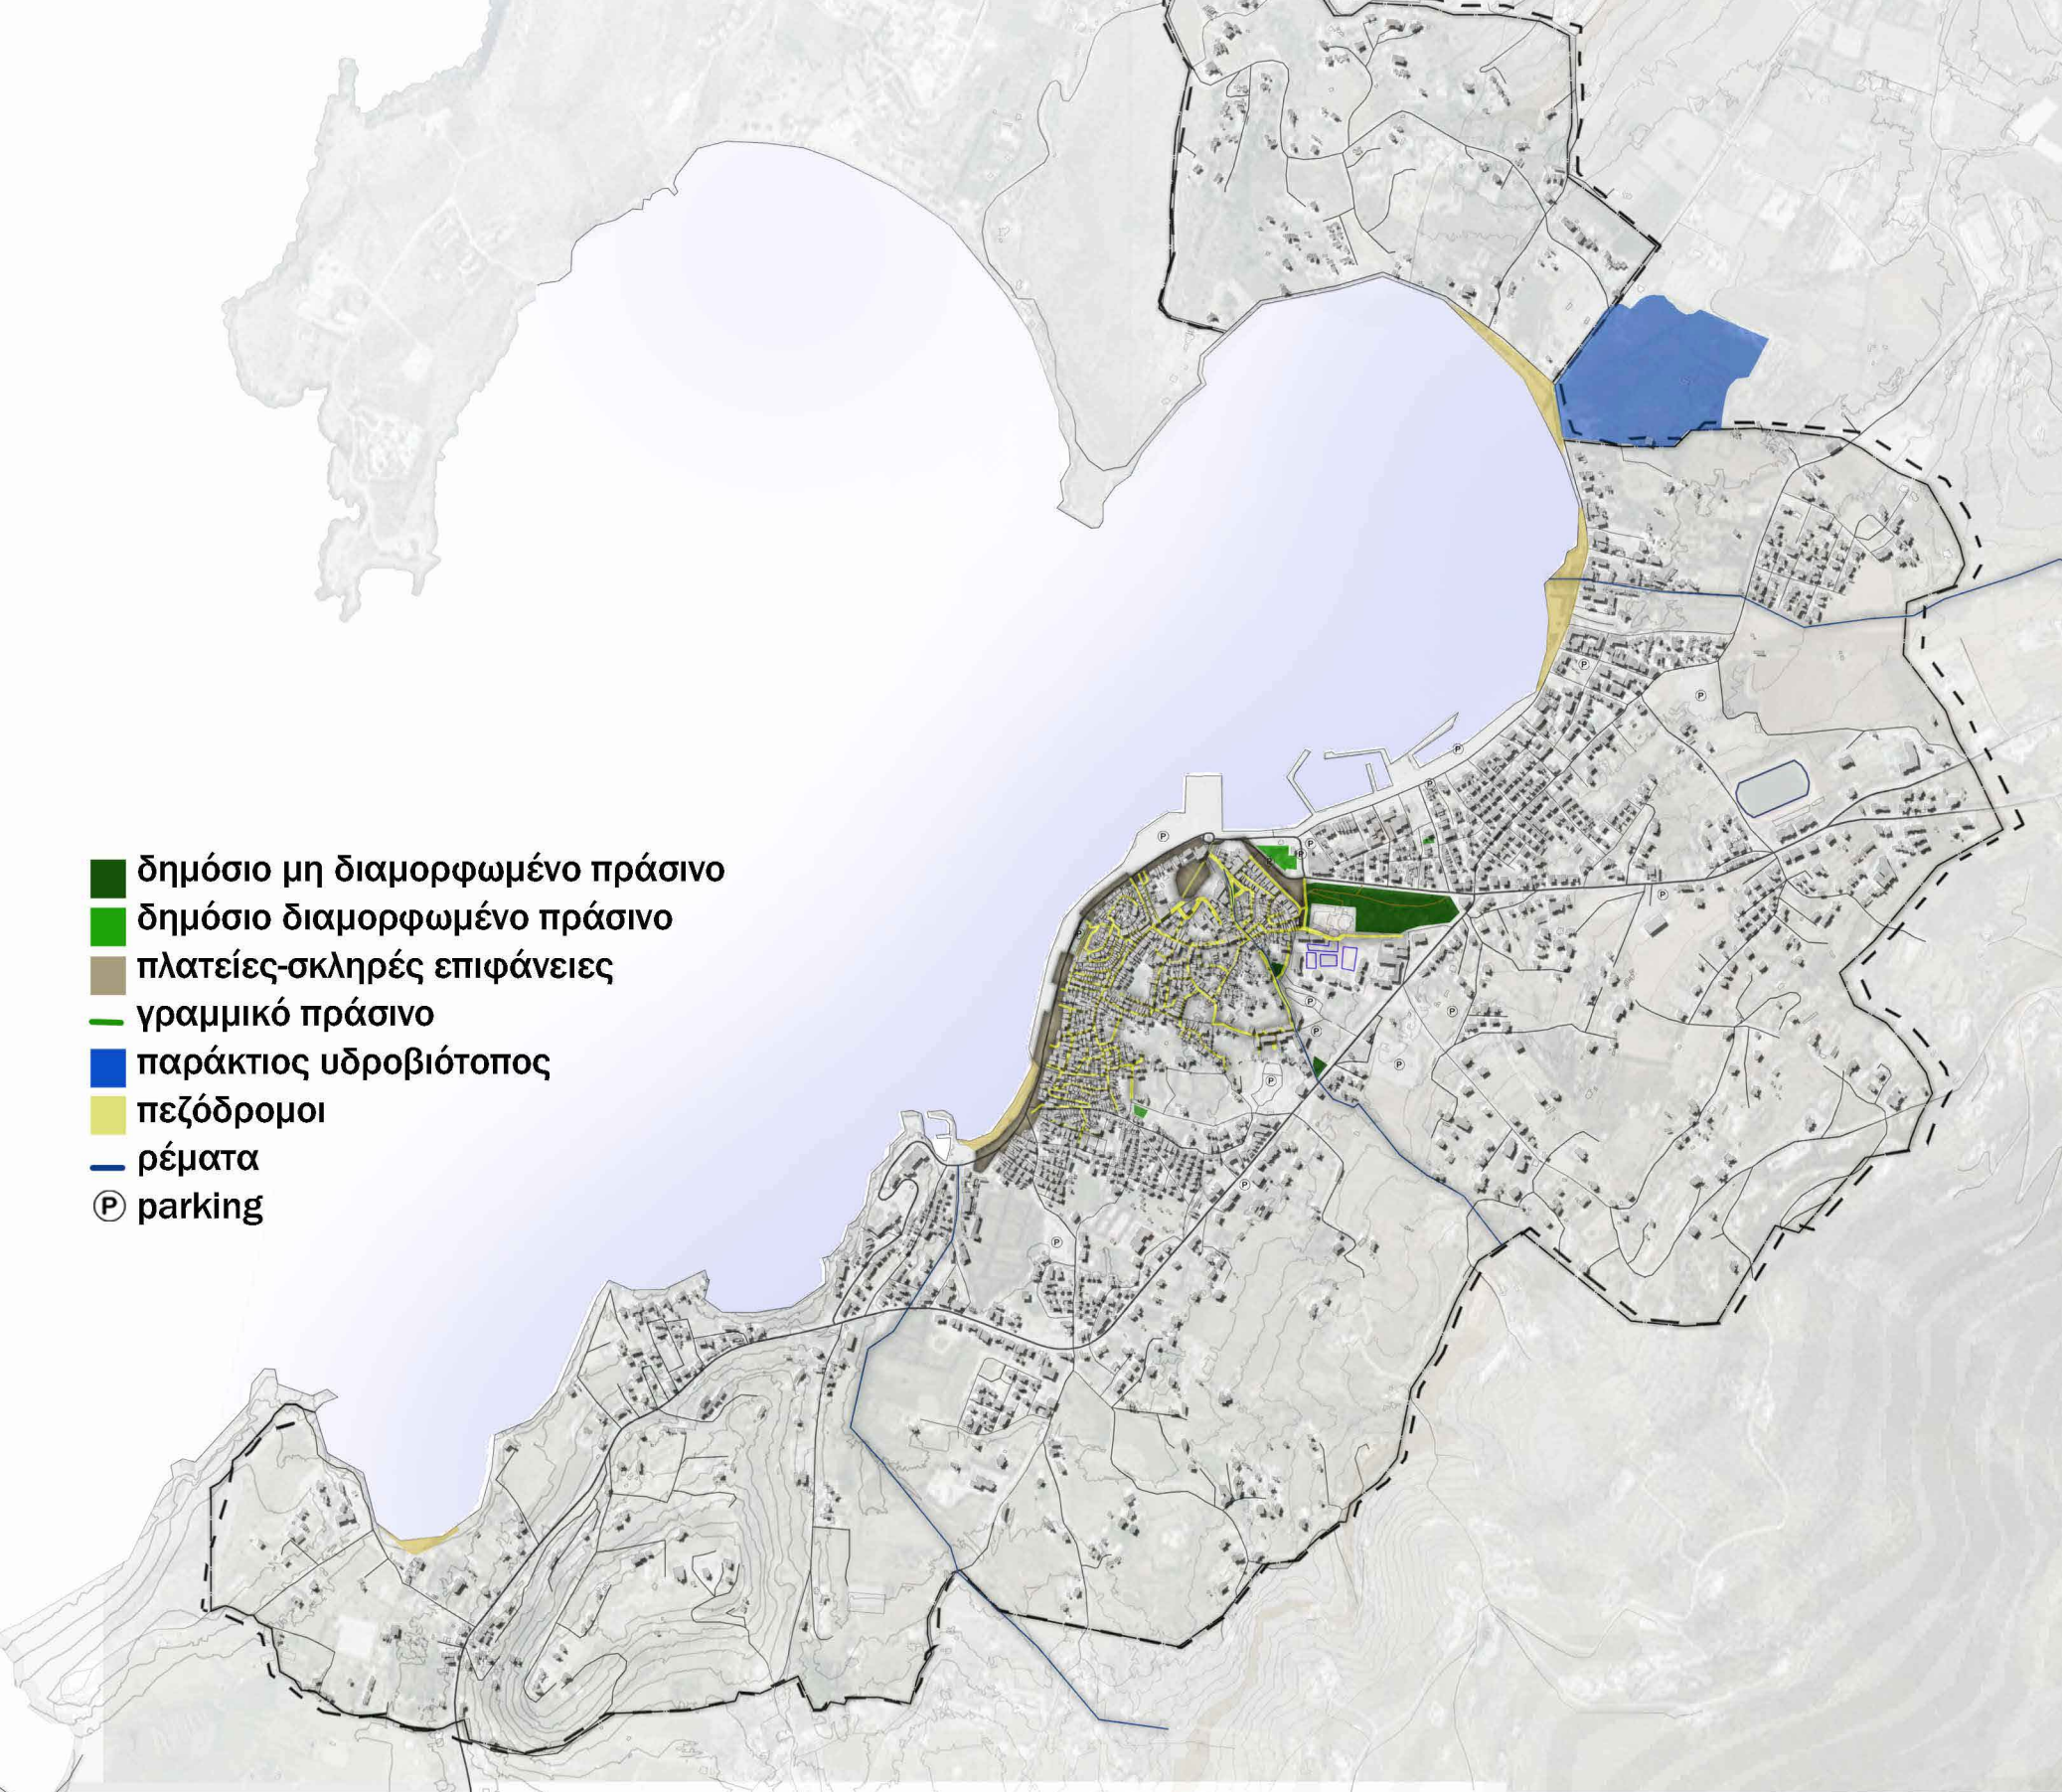 δημόσιο μη διαμορφωμένο πράσινο
δημόσιο διαμορφωμένο πράσινο
πλατείες-σκληρές επιφάνειες
γραμμικό πράσινο
παράκτιος υδροβιότοπος
πεζόδρομοι
ρέματα
P parking